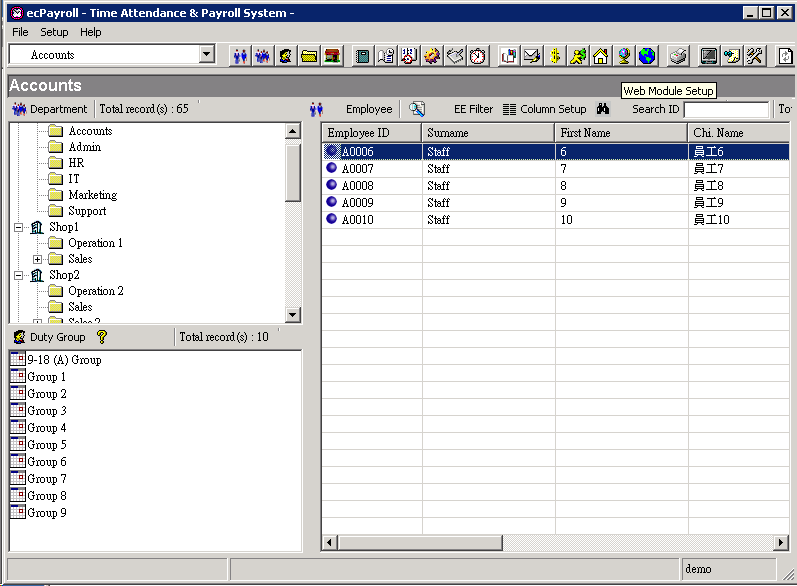 ecPayroll - Time Attendance & Payroll System -
File Setup Help
Accounts
Accounts
Web Module Setup
Department Total record(s) : 65
Employee EE Filter Column Setup Search ID To
Accounts
Admin
HR
IT
Marketing
Support
Shop1
Operation 1
Sales
Shop2
Operation 2
Sales
Sales 2
Employee ID Surname First Name Chi. Name
A0006 Staff 6 員工6
A0007 Staff 7 員工7
A0008 Staff 8 員工8
A0009 Staff 9 員工9
A0010 Staff 10 員工10
Duty Group Total record(s) : 10
9-18 (A) Group
Group 1
Group 2
Group 3
Group 4
Group 5
Group 6
Group 7
Group 8
Group 9
demo